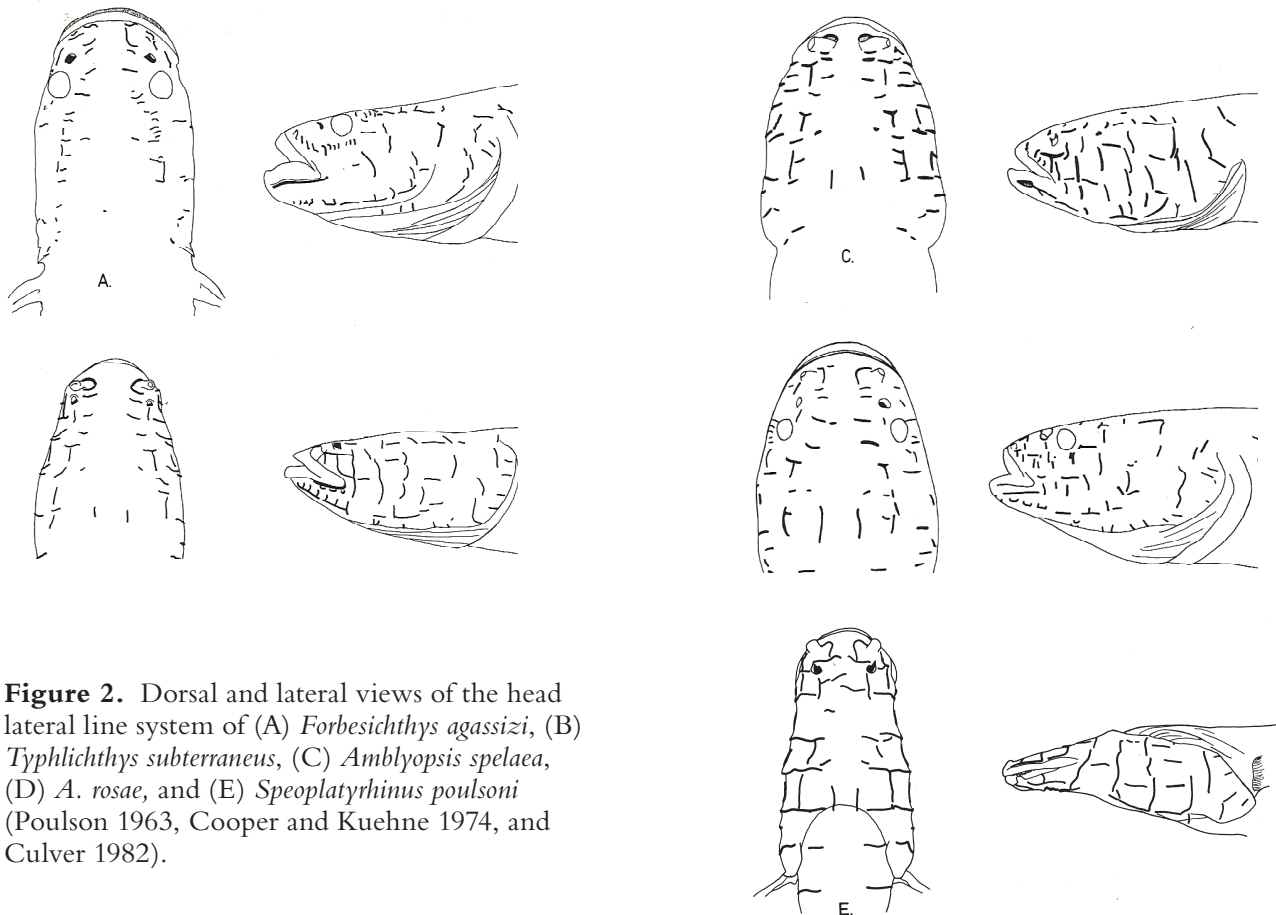 A.
C.
Figure 2. Dorsal and lateral views of the head
lateral line system of (A) Forbesichthys agassizi, (B)
Typhlichthys subterraneus, (C) Amblyopsis spelaea,
(D) A. rosae, and (E) Speoplatyrhinus poulsoni
(Poulson 1963, Cooper and Kuehne 1974, and
Culver 1982).
E.